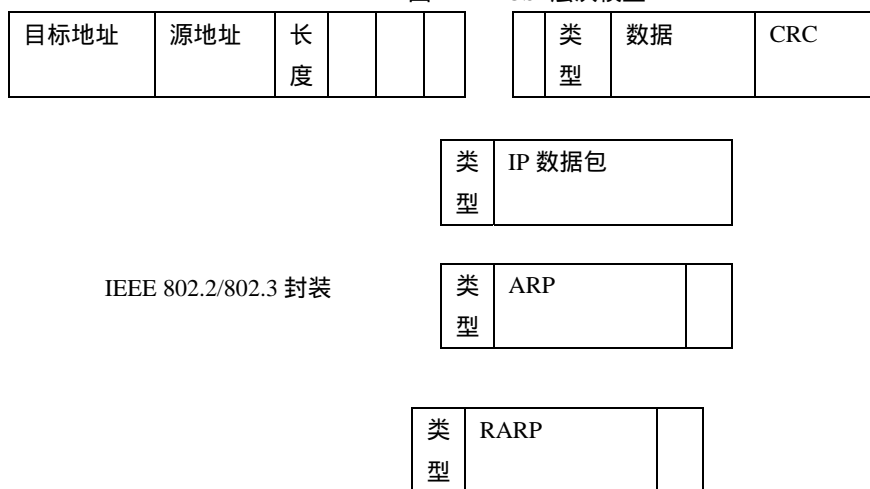 目标地址 源地址 长度 类型 数据 CRC
类型 IP 数据包
IEEE 802.2/802.3 封装 类型 ARP
类型 RARP